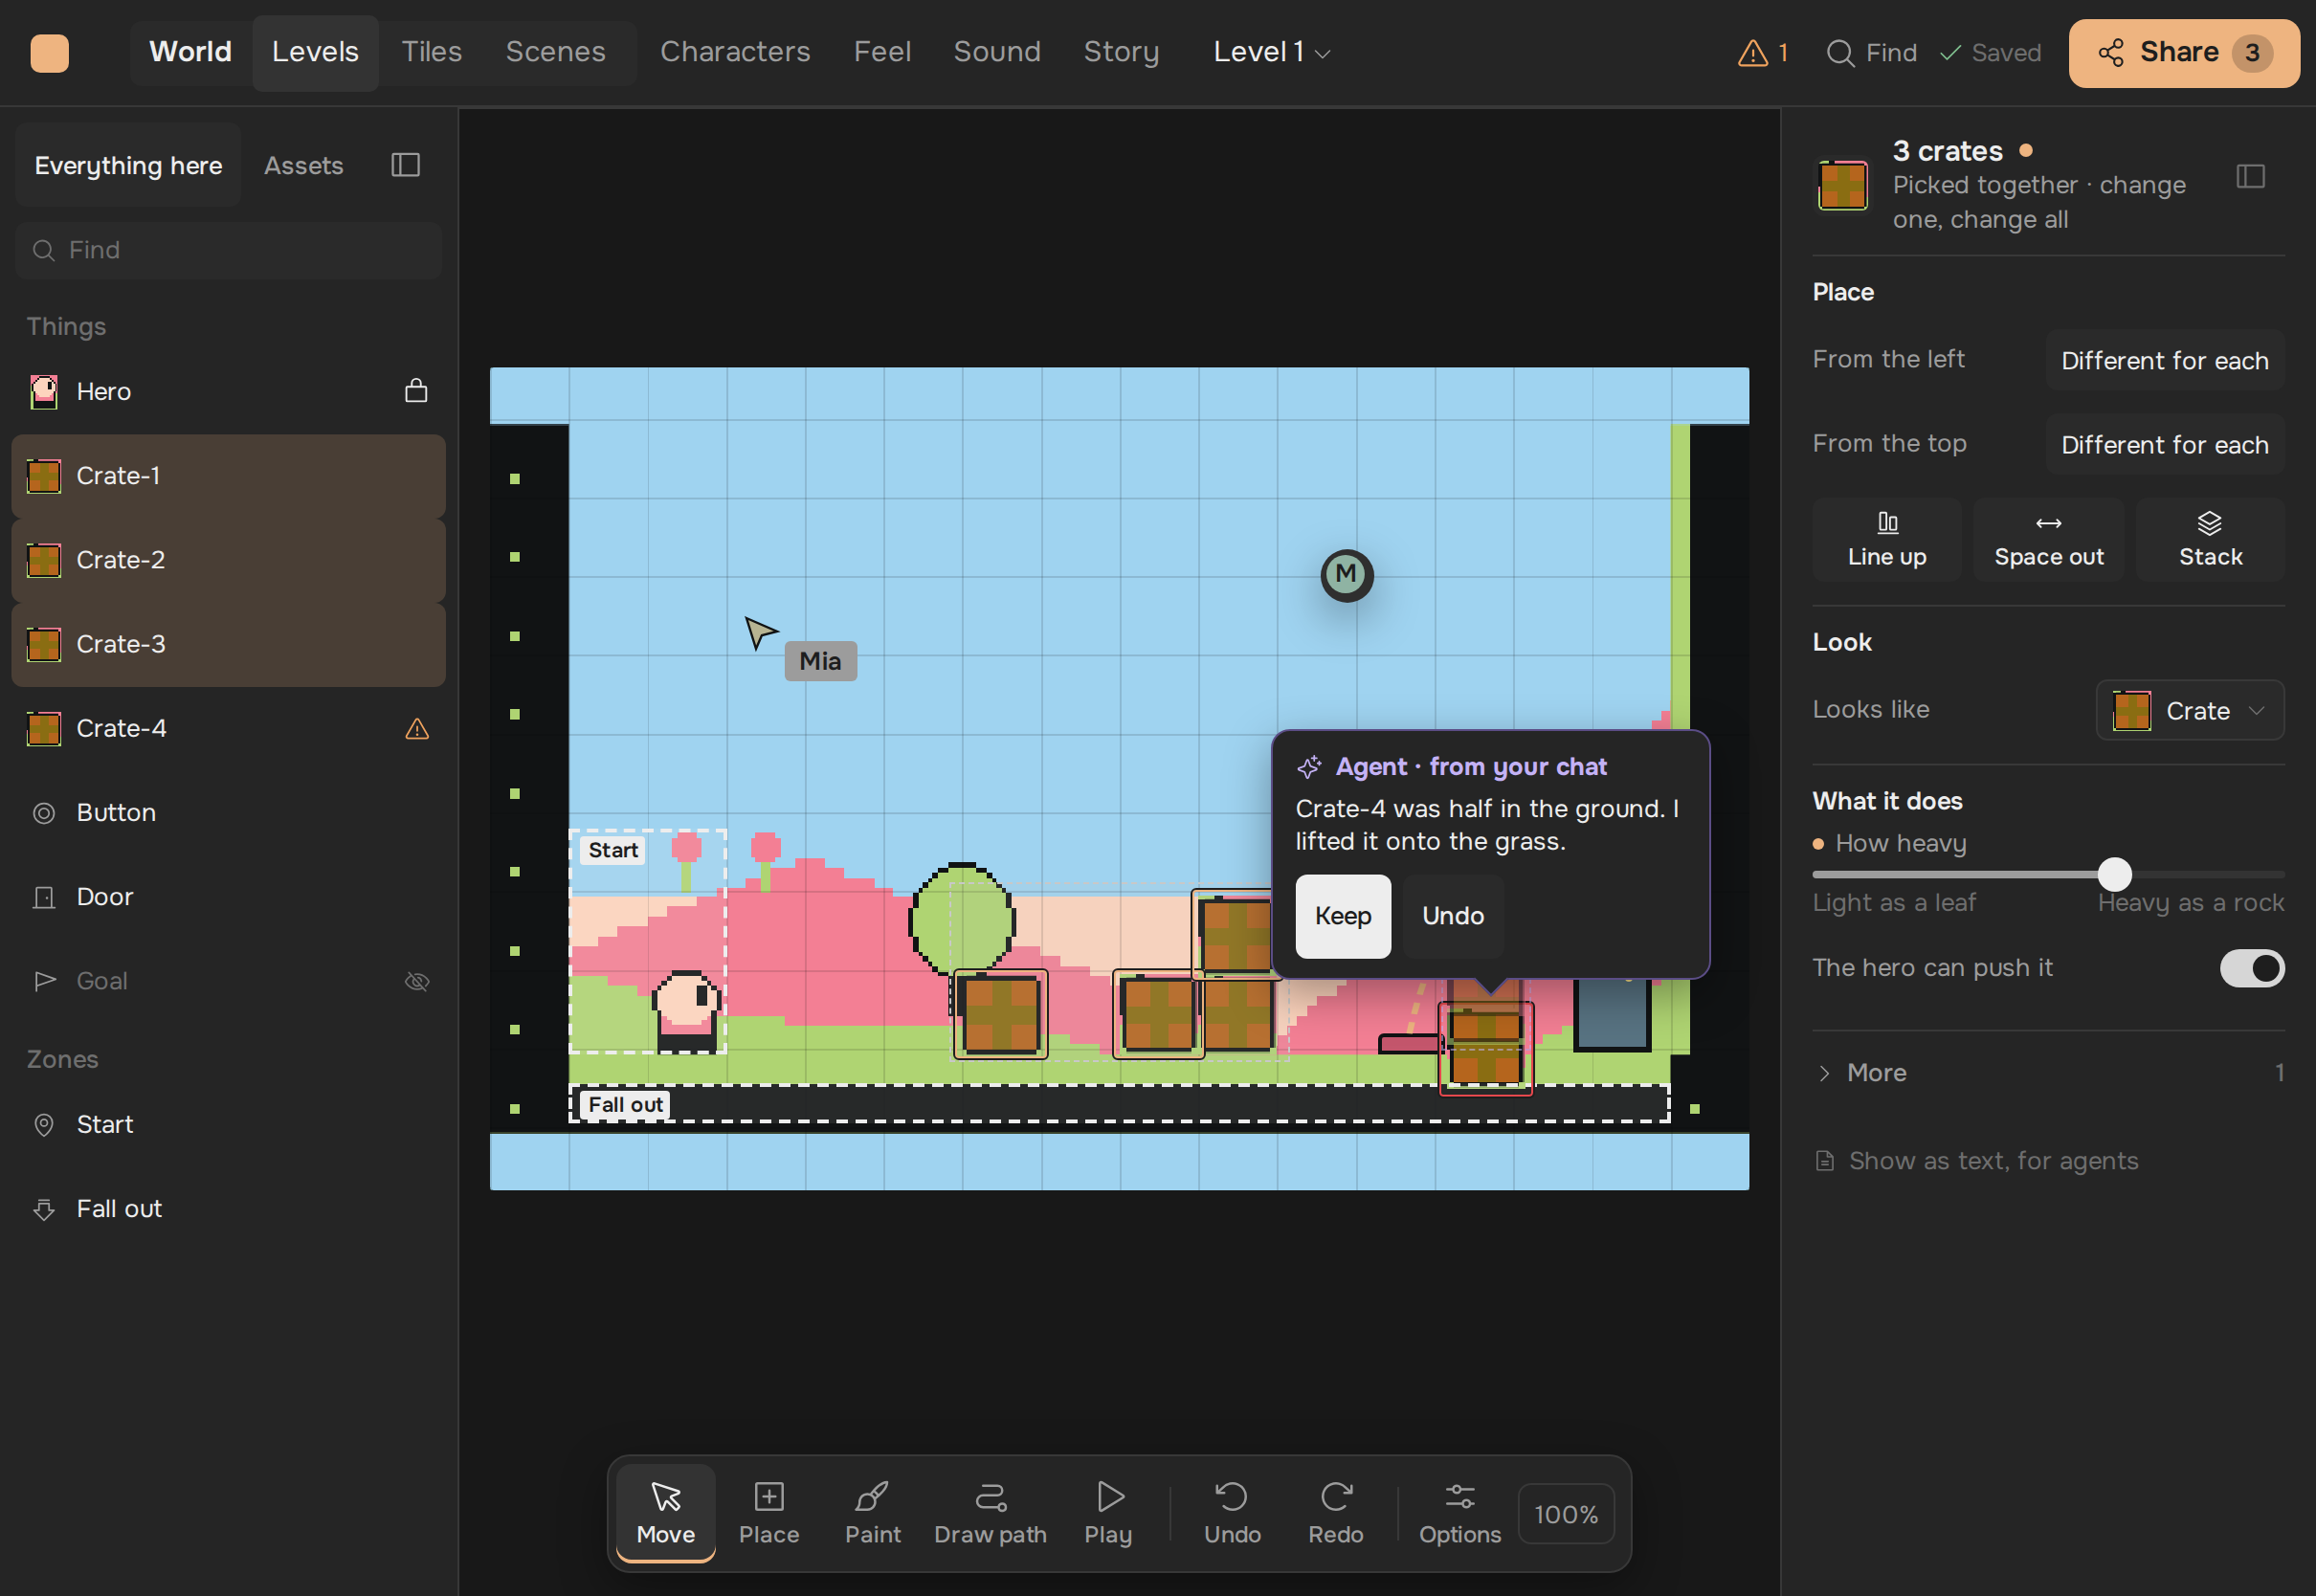 World
Levels
Tiles
Scenes
Characters
Feel
Sound
Story
Level 1
1
Find
Saved
Share
3
Everything here
Assets
Find
Things
Hero
Crate-1
Crate-2
Crate-3
Crate-4
Button
Door
Goal
Zones
Start
Fall out
M
Mia
Agent · from your chat
Crate-4 was half in the ground. I
lifted it onto the grass.
Keep
Undo
Start
Fall out
Move
Place
Paint
Draw path
Play
Undo
Redo
Options
100%
3 crates
Picked together · change
one, change all
Place
From the left
Different for each
From the top
Different for each
Line up
Space out
Stack
Look
Looks like
Crate
What it does
How heavy
Light as a leaf
Heavy as a rock
The hero can push it
More
1
Show as text, for agents